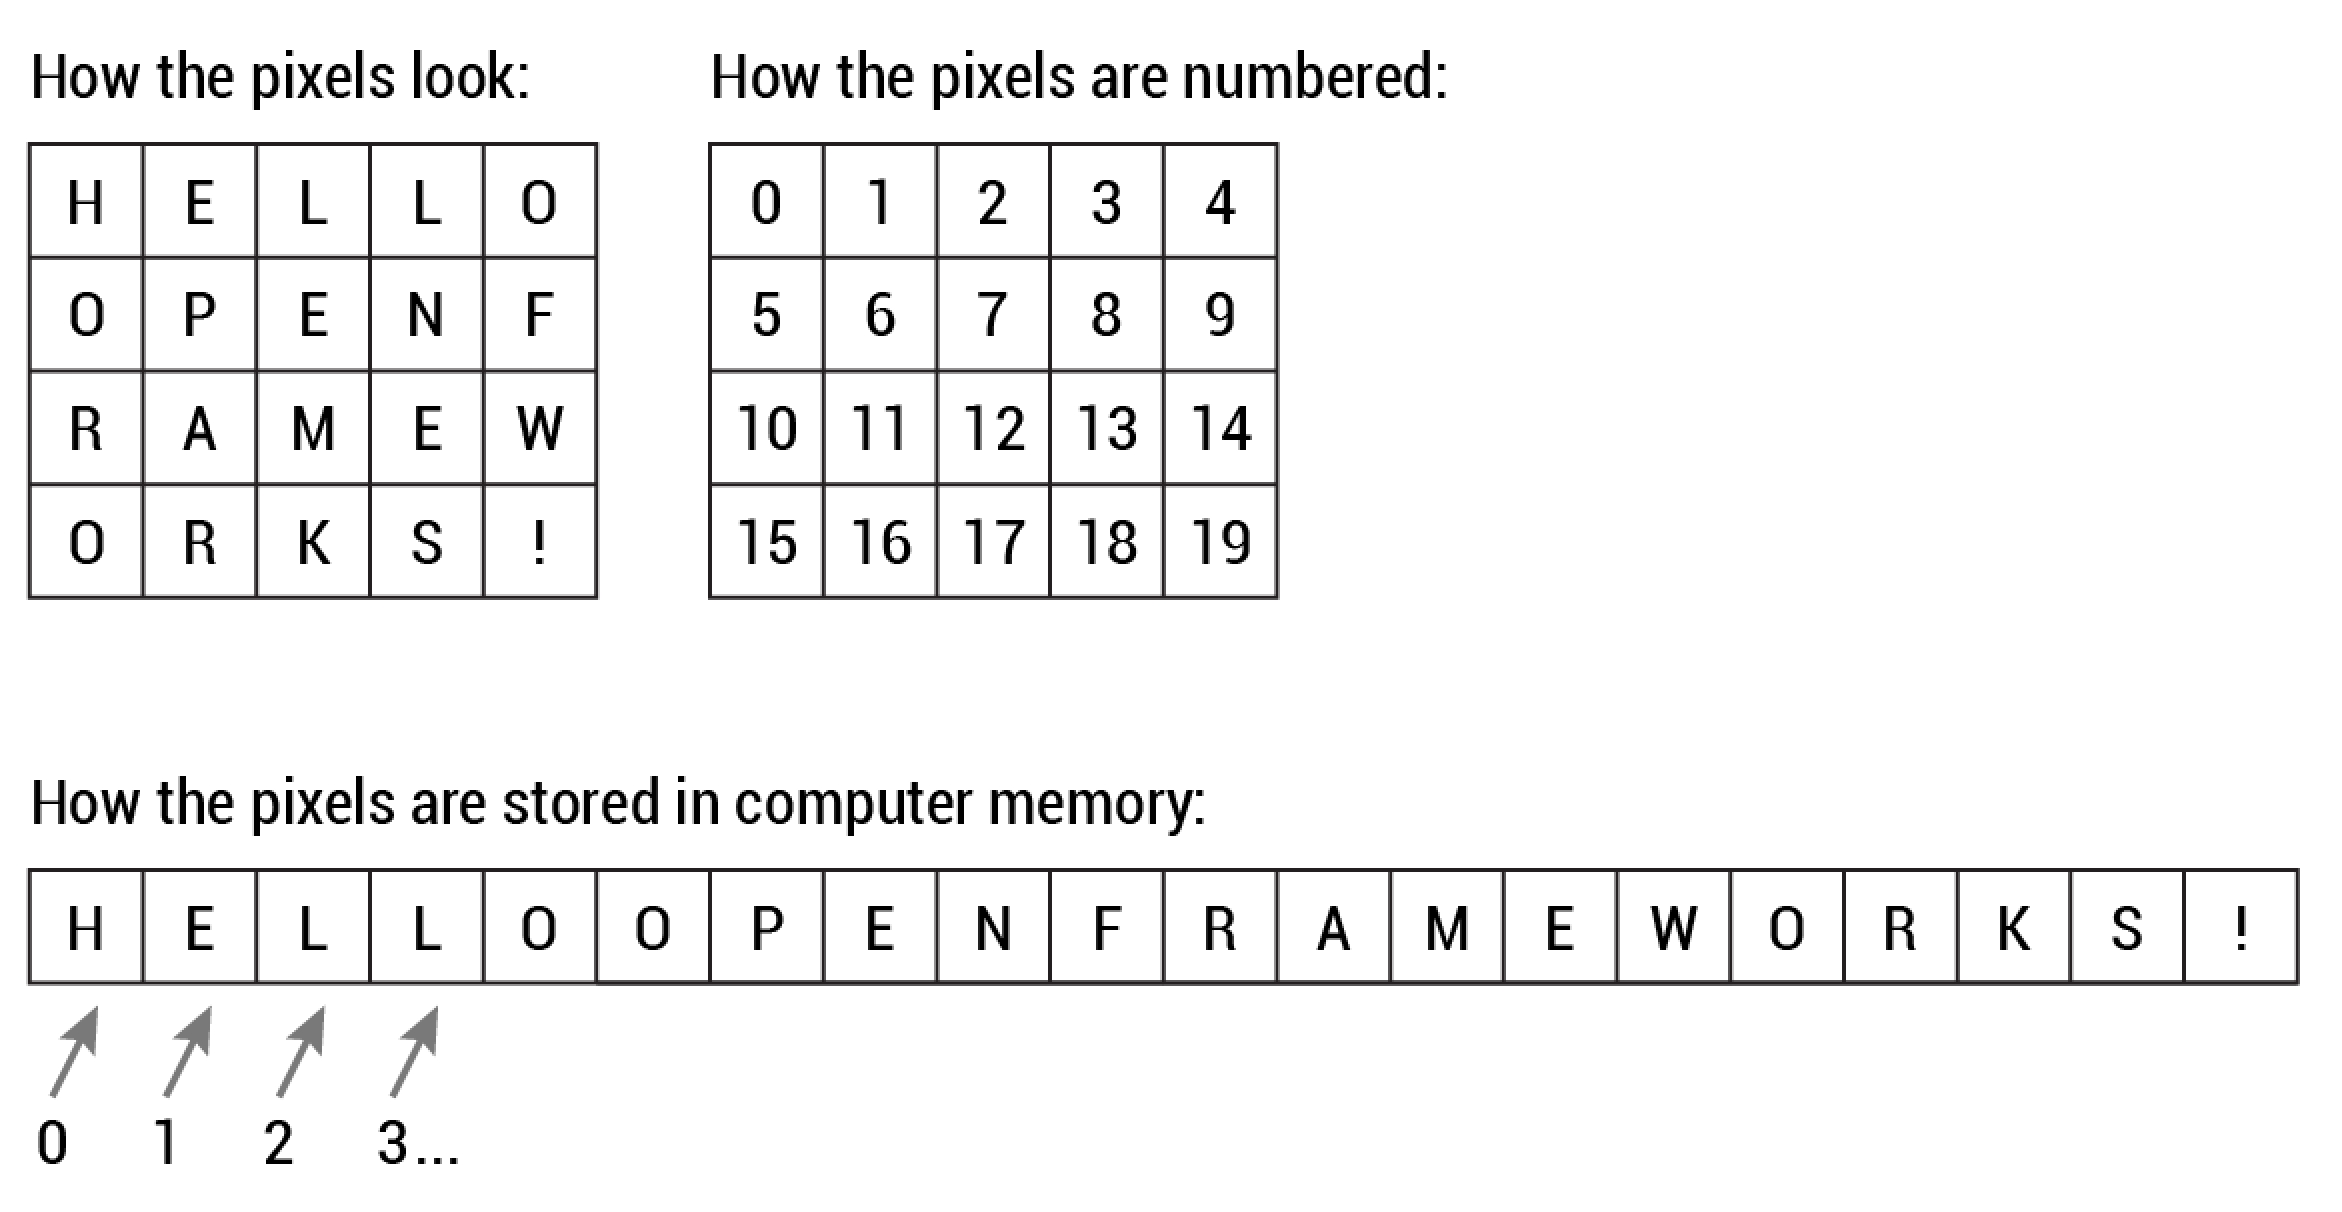 How the pixels look:
H E L L O
O P E N F
R A M E W
O R K S !
How the pixels are numbered:
0 1 2 3 4
5 6 7 8 9
10 11 12 13 14
15 16 17 18 19
How the pixels are stored in computer memory:
H E L L O O P E N F R A M E W O R K S !
0 1 2 3...